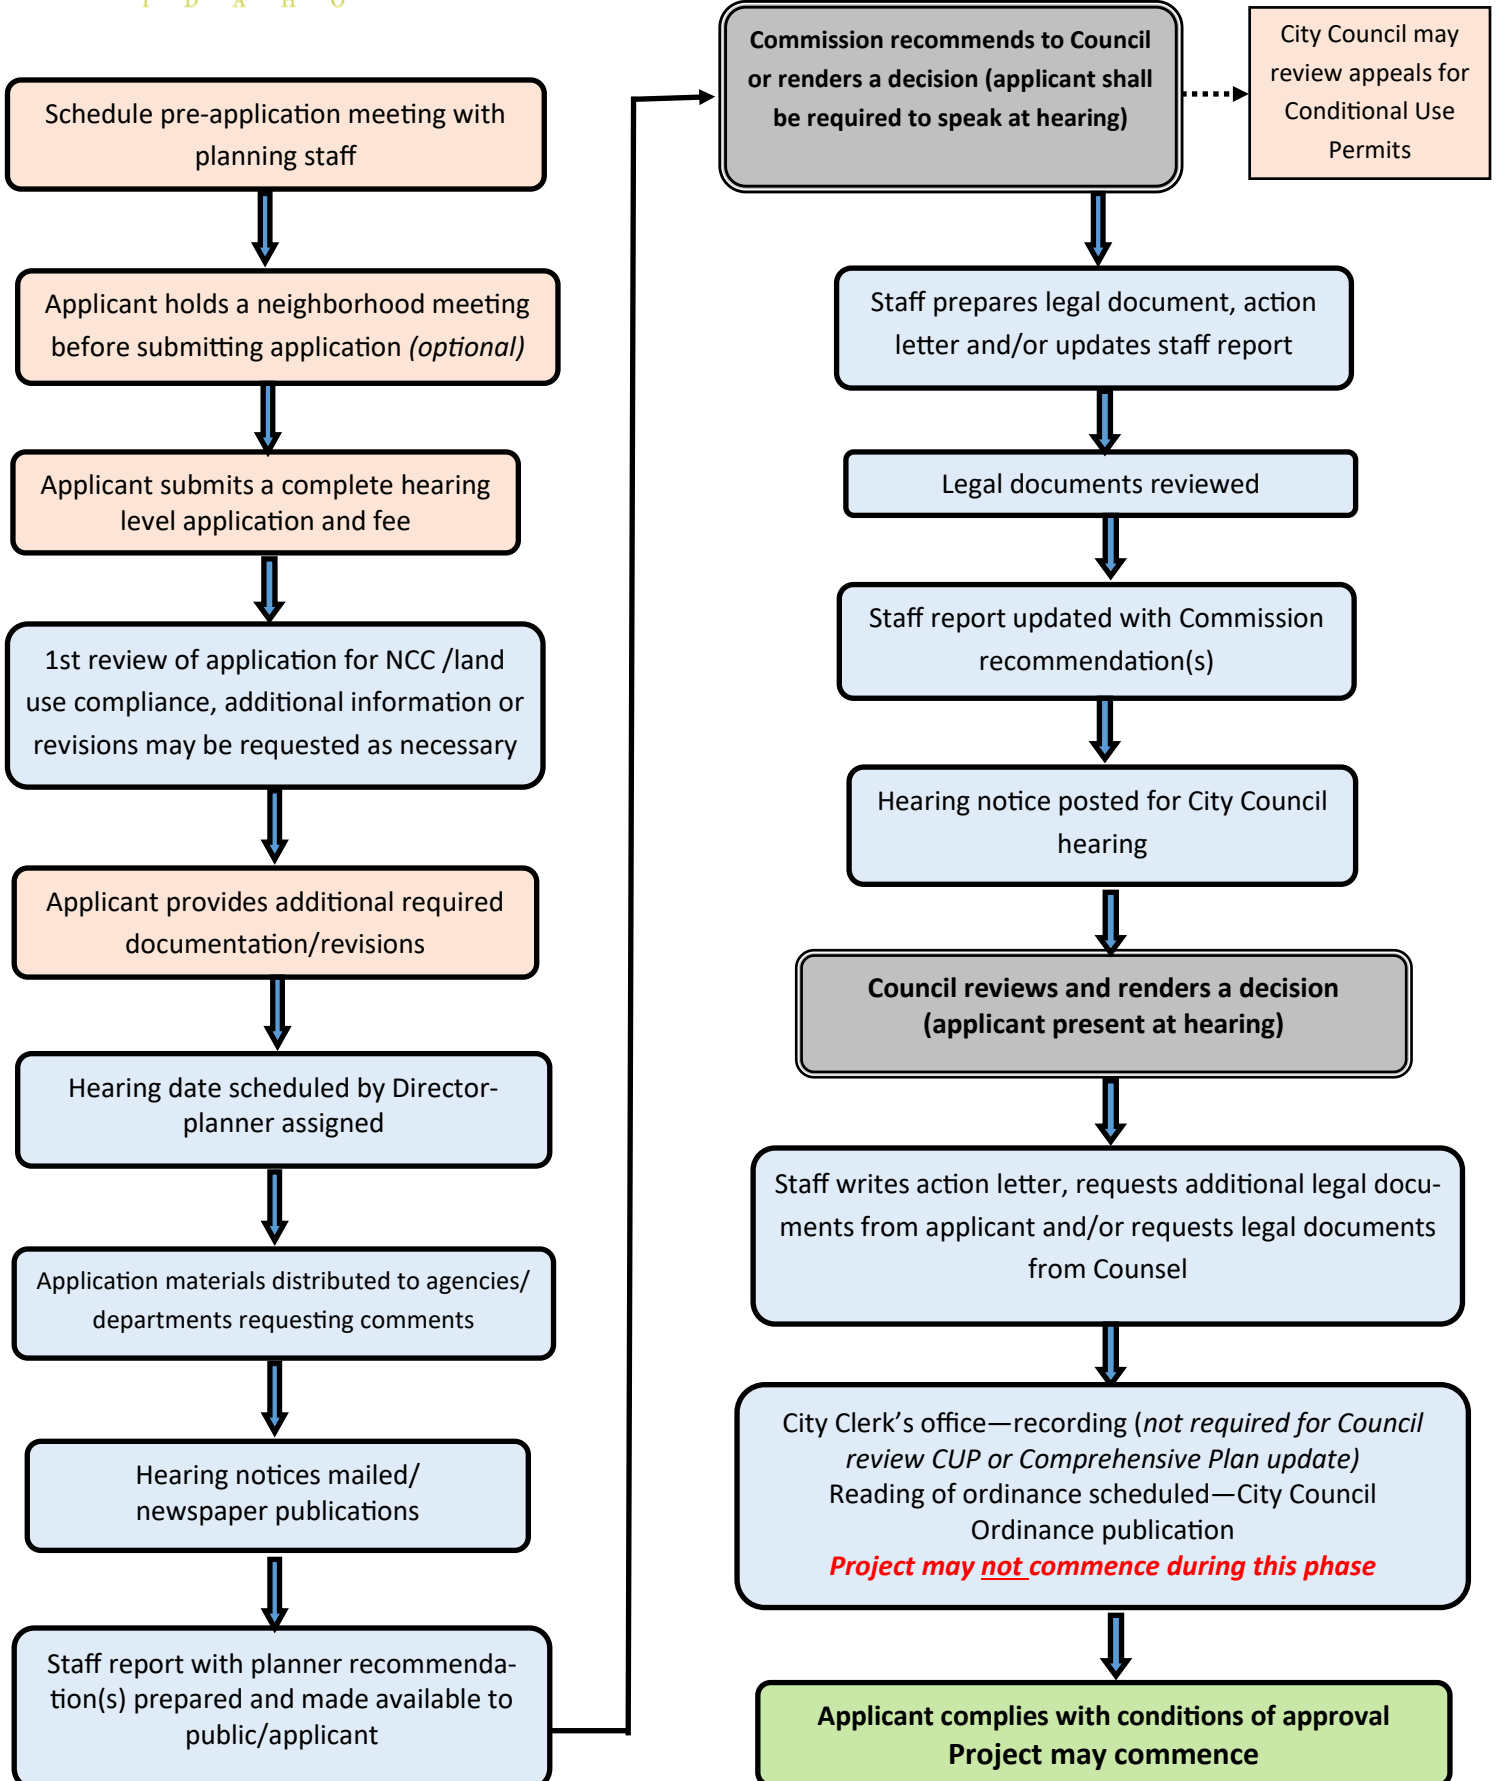 I D A H O
Schedule pre-application meeting with
planning staff
Applicant holds a neighborhood meeting
before submitting application (optional)
Applicant submits a complete hearing
level application and fee
1st review of application for NCC /land
use compliance, additional information or
revisions may be requested as necessary
Applicant provides additional required
documentation/revisions
Hearing date scheduled by Director-
planner assigned
Application materials distributed to agencies/
departments requesting comments
Hearing notices mailed/
newspaper publications
Staff report with planner recommenda-
tion(s) prepared and made available to
public/applicant
Commission recommends to Council
or renders a decision (applicant shall
be required to speak at hearing)
City Council may
review appeals for
Conditional Use
Permits
Staff prepares legal document, action
letter and/or updates staff report
Legal documents reviewed
Staff report updated with Commission
recommendation(s)
Hearing notice posted for City Council
hearing
Council reviews and renders a decision
(applicant present at hearing)
Staff writes action letter, requests additional legal docu-
ments from applicant and/or requests legal documents
from Counsel
City Clerk’s office—recording (not required for Council
review CUP or Comprehensive Plan update)
Reading of ordinance scheduled—City Council
Ordinance publication
Project may not commence during this phase
Applicant complies with conditions of approval
Project may commence